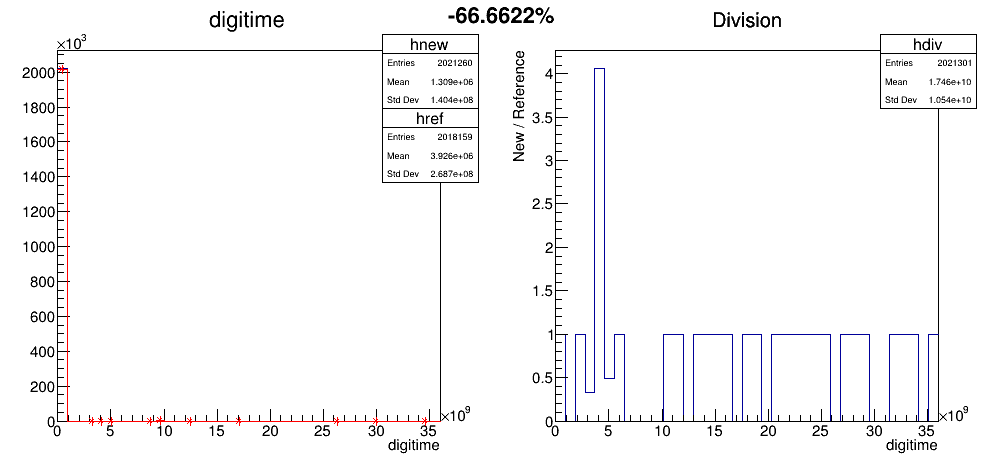 -66.6622%
digitime
×10³
hnew
Entries 2021260
Mean 1.309e+06
Std Dev 1.404e+08
href
Entries 2018159
Mean 3.926e+06
Std Dev 2.687e+08
2000
1800
1600
1400
1200
1000
800
600
400
200
0
0 5 10 15 20 25 30 35
×10⁹
digitime
Division
New / Reference
hdiv
Entries 2021301
Mean 1.746e+10
Std Dev 1.054e+10
4
3.5
3
2.5
2
1.5
1
0.5
0
0 5 10 15 20 25 30 35
×10⁹
digitime